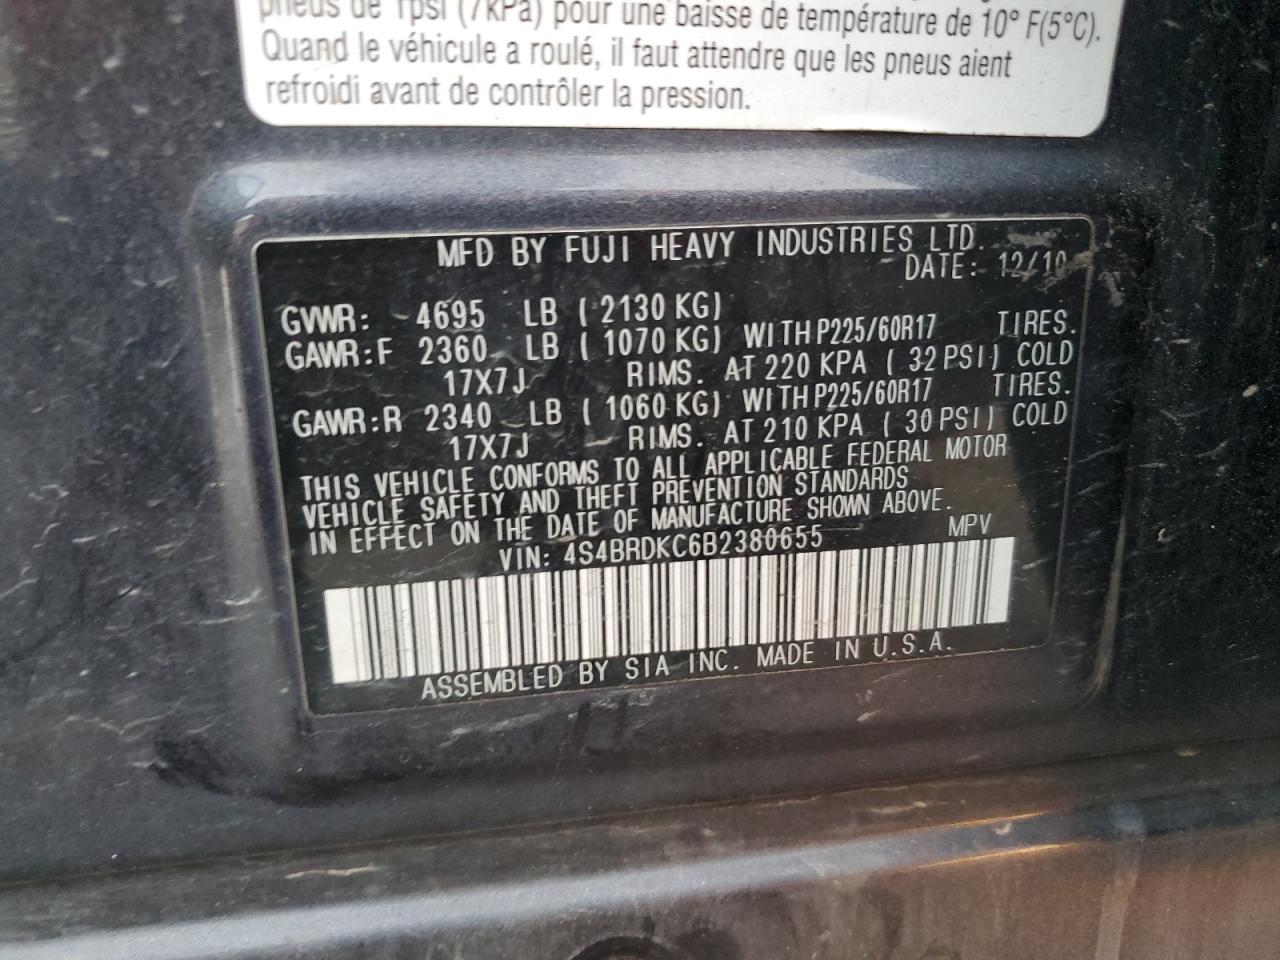 pneus de 1psi (7kPa) pour une baisse de température de 10° F(5°C).
Quand le véhicule a roulé, il faut attendre que les pneus aient
refroidi avant de contrôler la pression.
MFD BY FUJI HEAVY INDUSTRIES LTD.
DATE: 12/10
GVWR: 4695 LB ( 2130 KG)
GAWR:F 2360 LB ( 1070 KG) WITH P225/60R17 TIRES.
17X7J RIMS. AT 220 KPA ( 32 PSI) COLD
GAWR:R 2340 LB ( 1060 KG) WITH P225/60R17 TIRES.
17X7J RIMS. AT 210 KPA ( 30 PSI) COLD
THIS VEHICLE CONFORMS TO ALL APPLICABLE FEDERAL MOTOR
VEHICLE SAFETY AND THEFT PREVENTION STANDARDS
IN EFFECT ON THE DATE OF MANUFACTURE SHOWN ABOVE.
VIN: 4S4BRDKC6B2380655 MPV
ASSEMBLED BY SIA INC. MADE IN U.S.A.